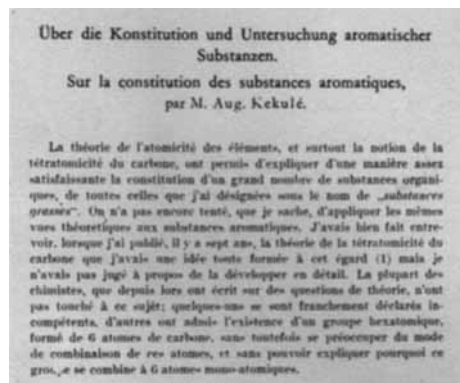 Über die Konstitution und Untersuchung aromatischer
Substanzen.
Sur la constitution des substances aromatiques,
par M. Aug. Kekulé.
La théorie de l'atomicité des éléments, et surtout la notion de la
tétratomicité du carbone, ont permis d'expliquer d'une manière assez
satisfaisante la constitution d'un grand nombre de substances organi-
ques, de toutes celles que j'ai désignées sous le nom de „substances
grasses“. On n'a pas encore tenté, que je sache, d'appliquer les mêmes
vues théoretiques aux substances aromatiques. J'avais bien fait entre-
voir, lorsque j'ai publié, il y a sept ans, la théorie de la tétratomicité du
carbone que j'avais une idée toute formée à cet égard (1) mais je
n'avais pas jugé à propos de la développer en détail. La plupart des
chimistes, que depuis lors ont écrit sur des questions de théorie, n'ont
pas touché à ce sujet; quelques-uns se sont franchement déclarés in-
compétents, d'autres ont admis l'existence d'un groupe hexatomique,
formé de 6 atomes de carbone, sans toutefois se préoccuper du mode
de combinaison de ces atomes, et sans pouvoir expliquer pourquoi ce
groupe se combine à 6 atomes mono-atomiques.